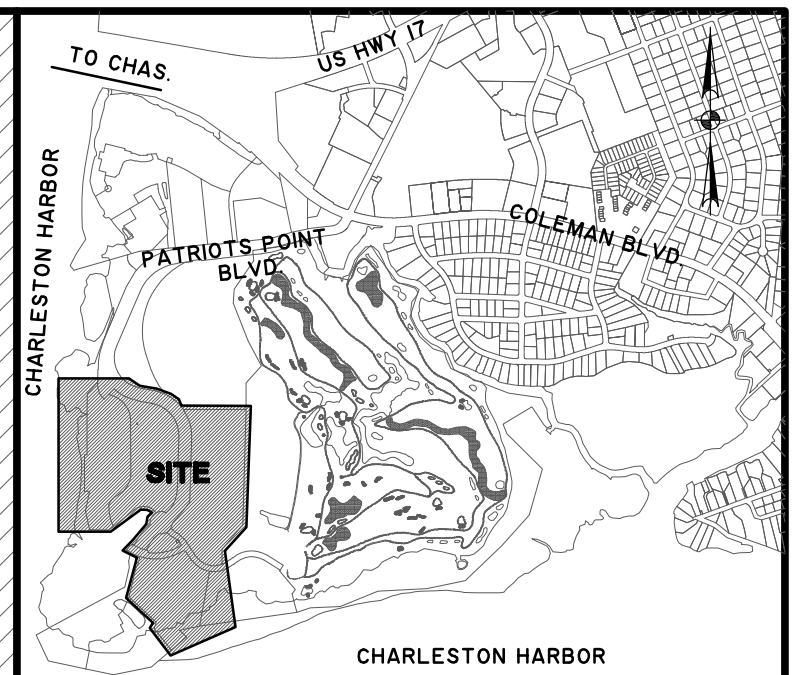 TO CHAS.
US HWY 17
CHARLESTON HARBOR
PATRIOTS POINT
BLVD.
COLEMAN BLVD.
SITE
CHARLESTON HARBOR